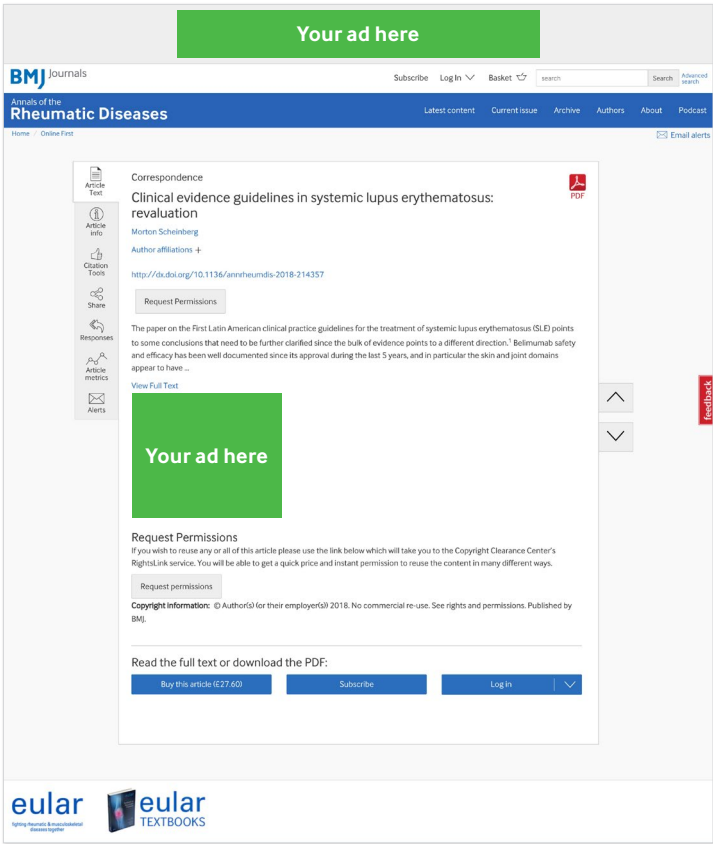 Your ad here
BMJ Journals
Subscribe Log In Basket search Search Advanced search
Annals of the
Rheumatic Diseases
Latest content Current issue Archive Authors About Podcast
Home / Online First
Email alerts
Article Text
Article info
Citation Tools
Share
Responses
Article metrics
Alerts
Correspondence
PDF
Clinical evidence guidelines in systemic lupus erythematosus:
revaluation
Morton Scheinberg
Author affiliations +
http://dx.doi.org/10.1136/annrheumdis-2018-214357
Request Permissions
The paper on the First Latin American clinical practice guidelines for the treatment of systemic lupus erythematosus (SLE) points
to some conclusions that need to be further clarified since the bulk of evidence points to a different direction.1 Belimumab safety
and efficacy has been well documented since its approval during the last 5 years, and in particular the skin and joint domains
appear to have ...
View Full Text
feedback
Your ad here
Request Permissions
If you wish to reuse any or all of this article please use the link below which will take you to the Copyright Clearance Center's
RightsLink service. You will be able to get a quick price and instant permission to reuse the content in many different ways.
Request permissions
Copyright information: © Author(s) (or their employer(s)) 2018. No commercial re-use. See rights and permissions. Published by
BMJ.
Read the full text or download the PDF:
Buy this article (£27.60) Subscribe Log in
eular
fighting rheumatic & musculoskeletal
diseases together
eular
TEXTBOOKS